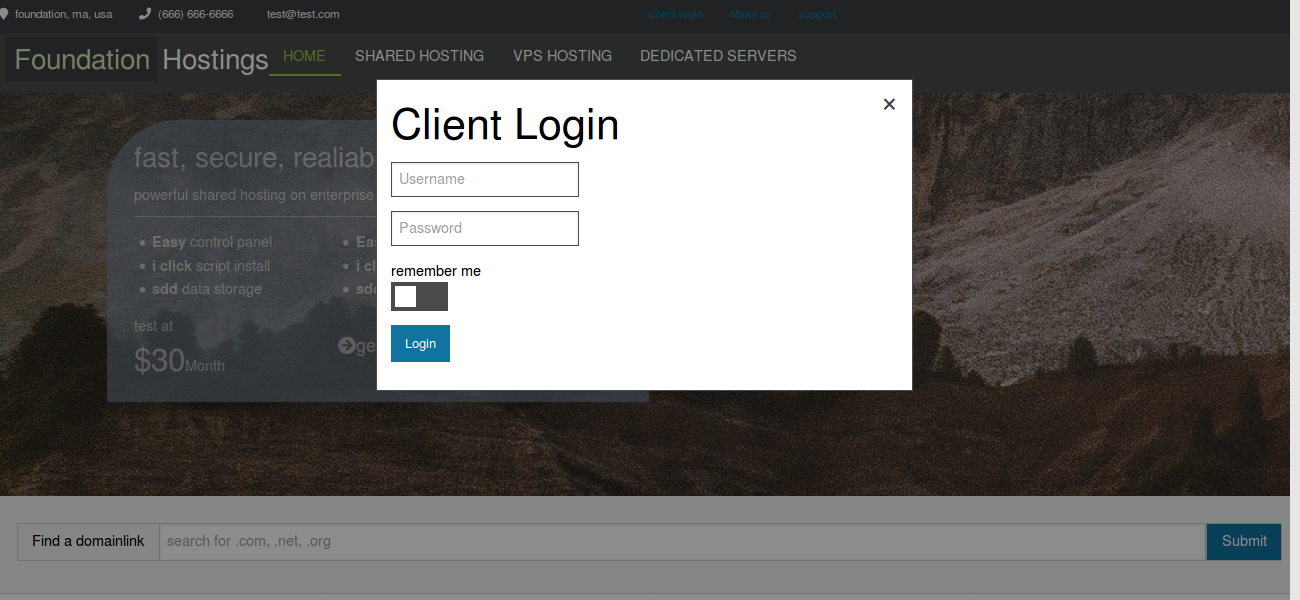 foundation, ma, usa (666) 666-6666 test@test.com client login about us support
Foundation Hostings HOME SHARED HOSTING VPS HOSTING DEDICATED SERVERS
Client Login ×
Username
Password
remember me
Login
fast, secure, realiab
powerful shared hosting on enterprise
Easy control panel
i click script install
sdd data storage
Eas
i cl
sdd
test at
$30Month
ge
Find a domainlink search for .com, .net, .org Submit